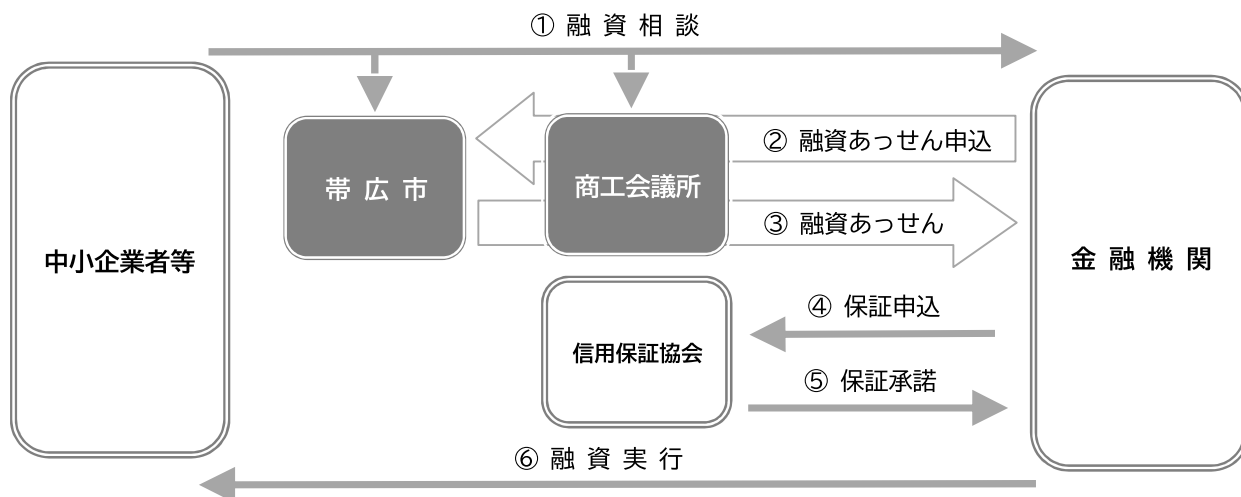 ① 融資相談
② 融資あっせん申込
帯広市
商工会議所
③ 融資あっせん
中小企業者等
金融機関
④ 保証申込
信用保証協会
⑤ 保証承諾
⑥ 融資実行